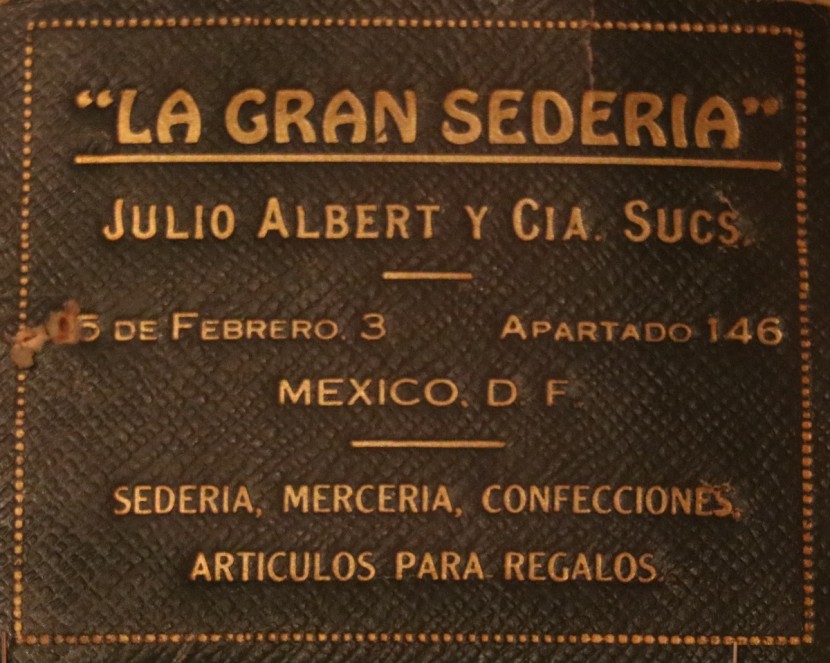 "LA GRAN SEDERIA"
JULIO ALBERT Y CIA. SUCS.
5 DE FEBRERO. 3 APARTADO 146
MEXICO. D. F.
SEDERIA, MERCERIA, CONFECCIONES,
ARTICULOS PARA REGALOS.